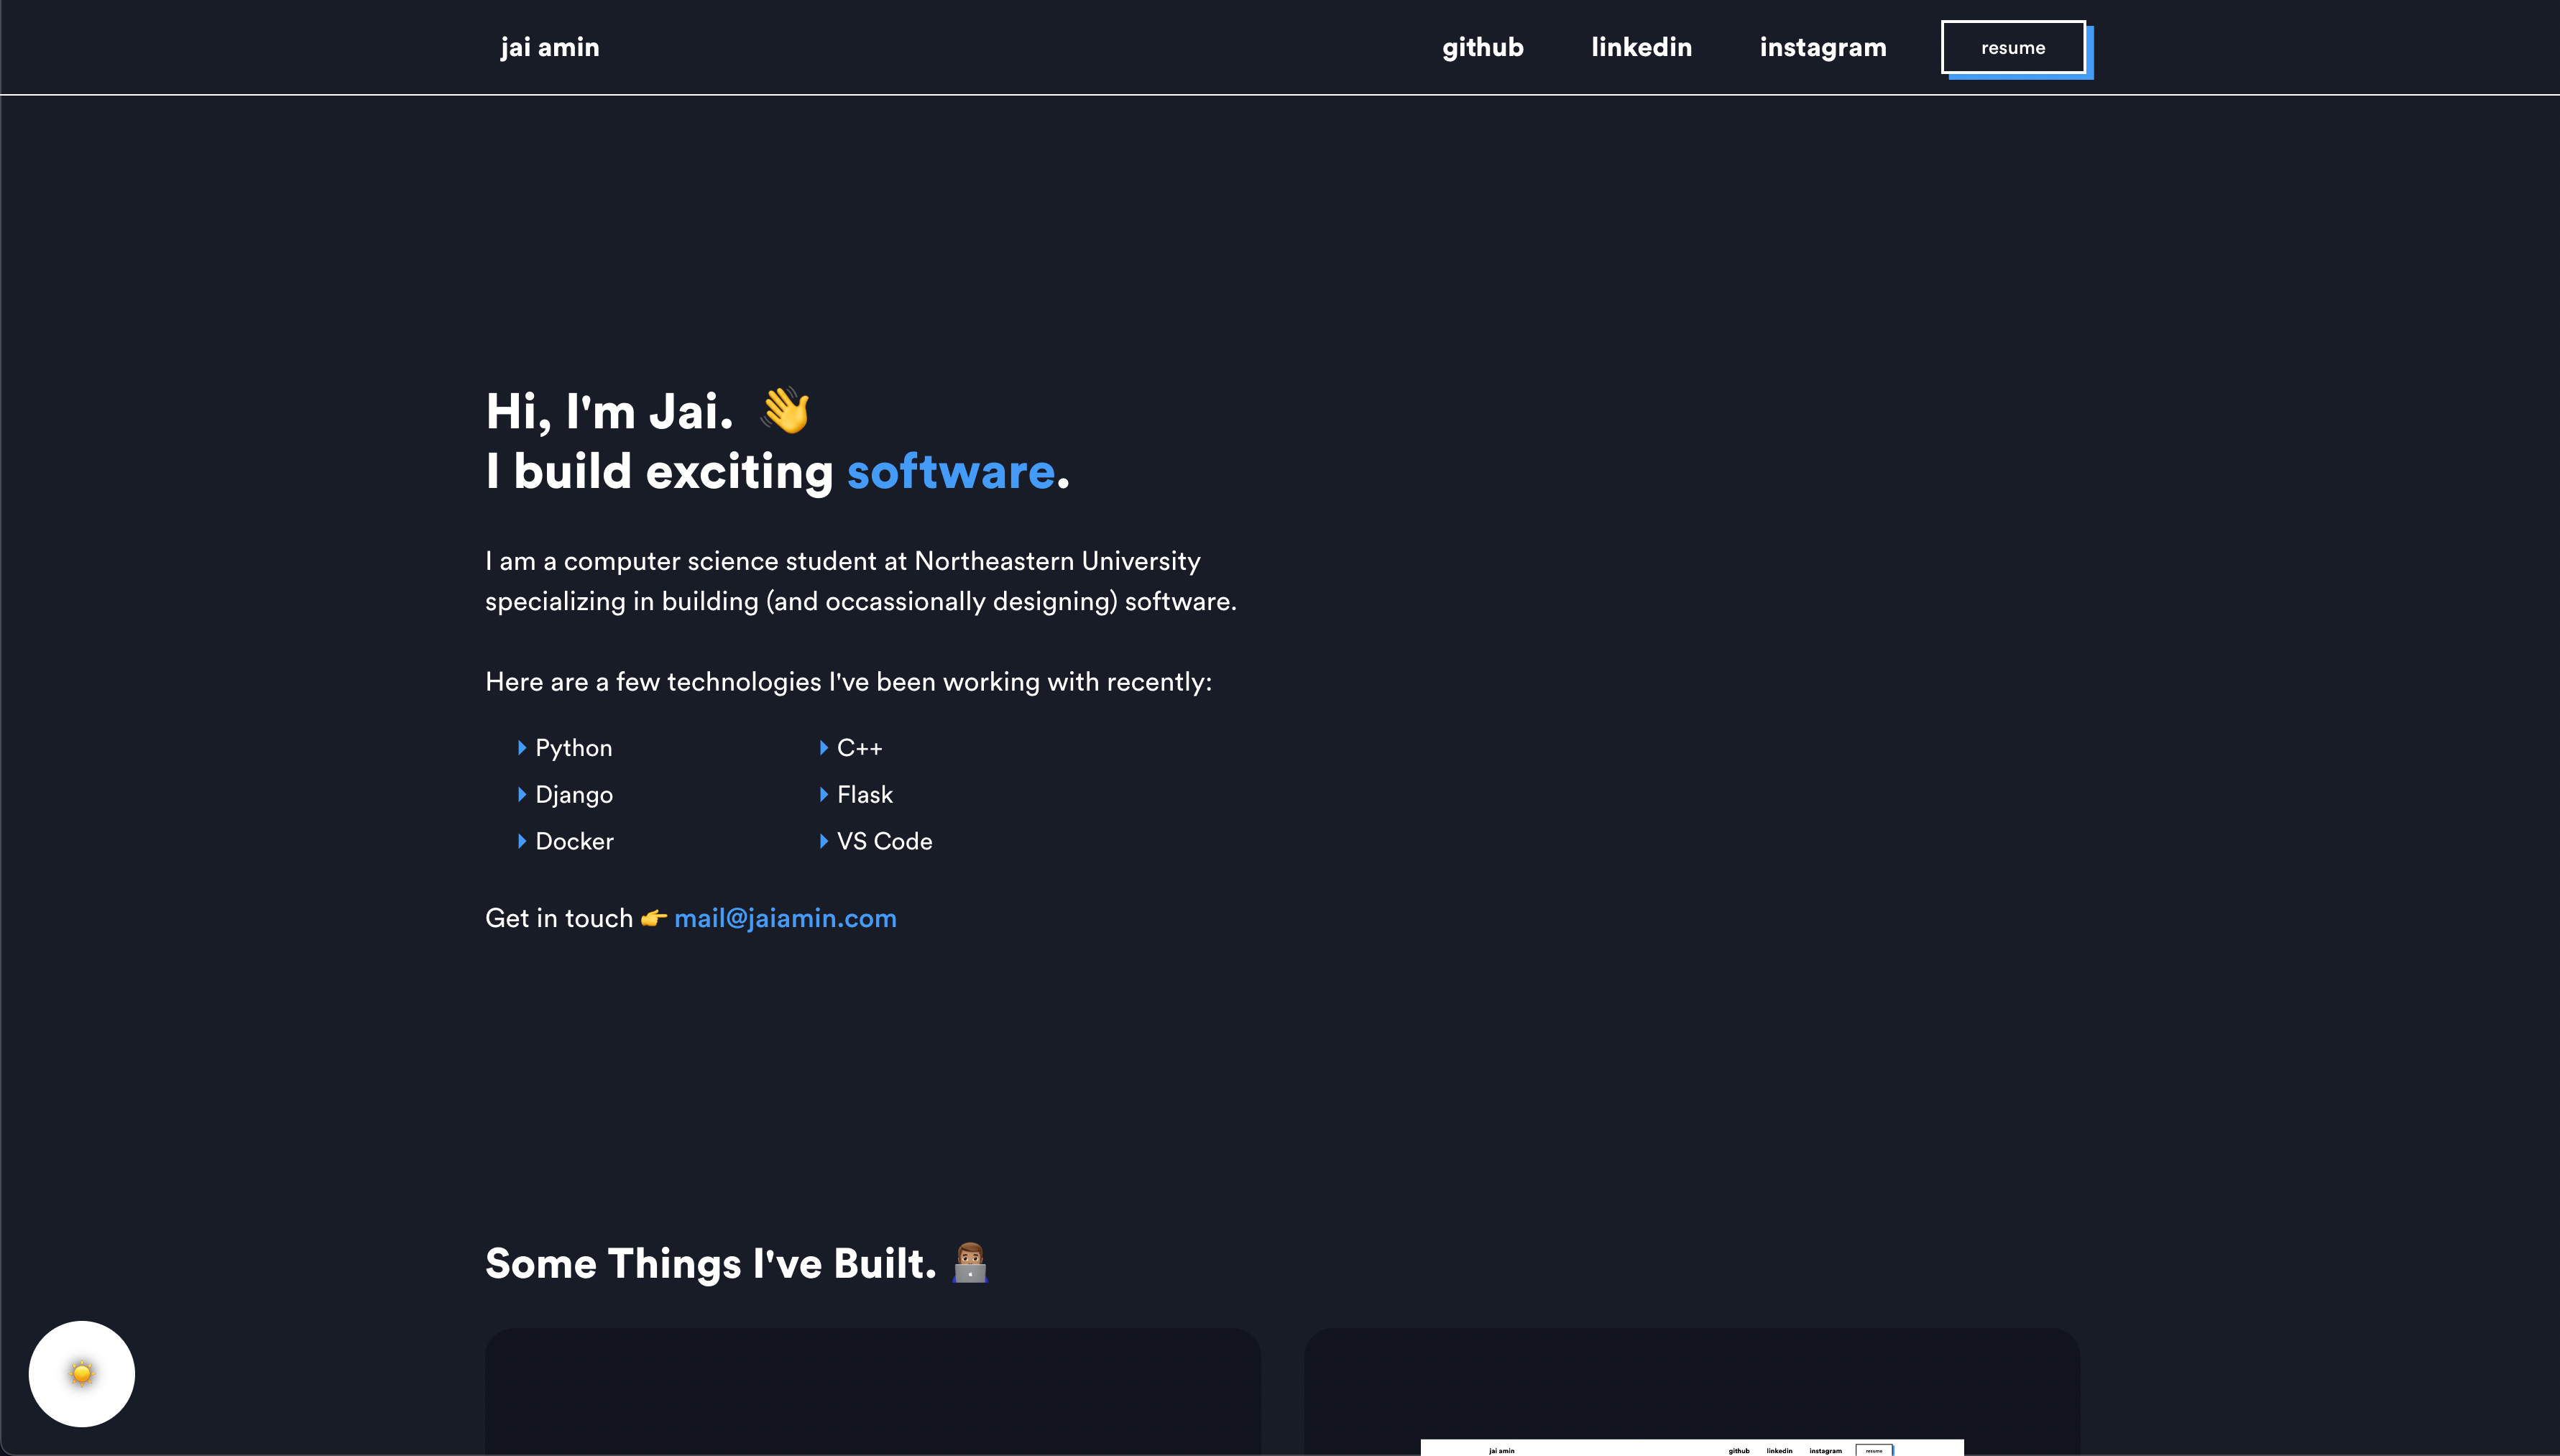 jai amin github linkedin instagram resume
Hi, I'm Jai. 👋
I build exciting software.
I am a computer science student at Northeastern University
specializing in building (and occassionally designing) software.
Here are a few technologies I've been working with recently:
Python C++
Django Flask
Docker VS Code
Get in touch 👉 mail@jaiamin.com
Some Things I've Built. 👨🏽‍💻
jai amin github linkedin instagram resume